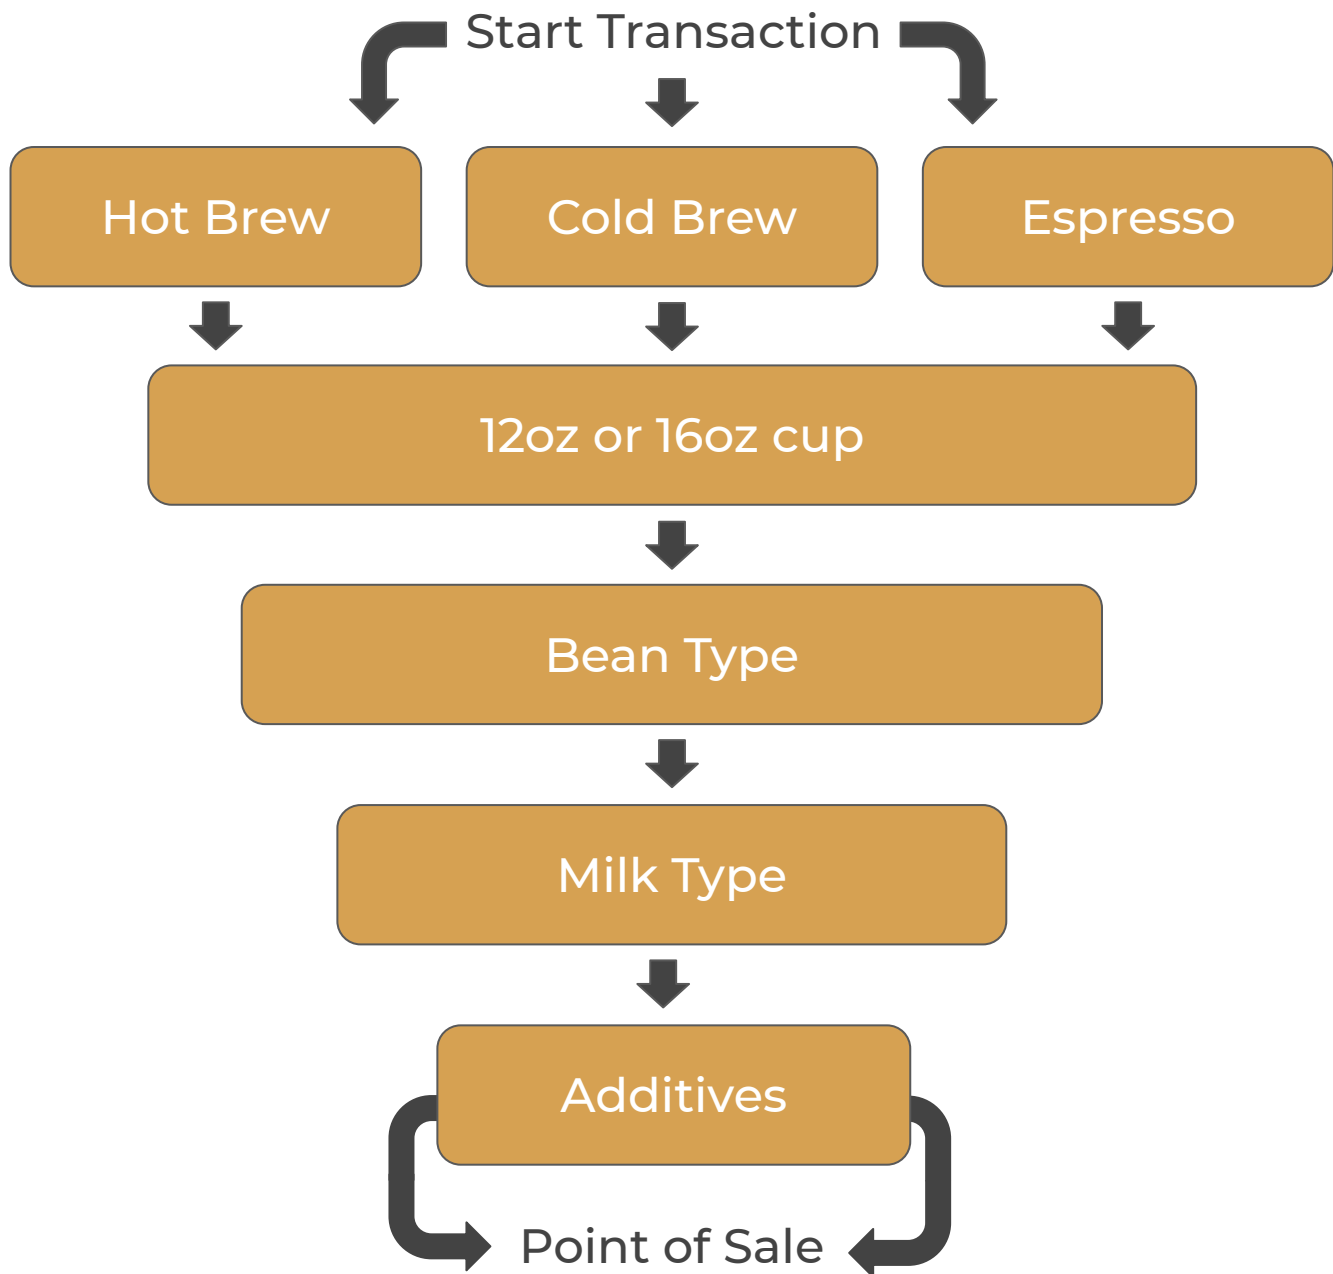 Start Transaction
Hot Brew
Cold Brew
Espresso
12oz or 16oz cup
Bean Type
Milk Type
Additives
Point of Sale